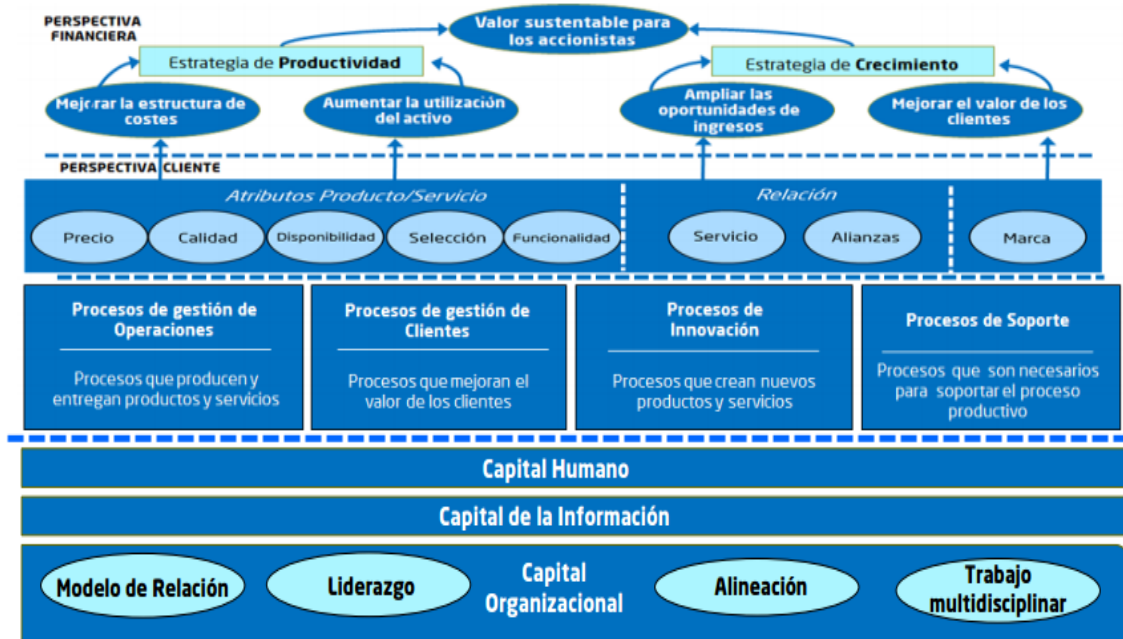 PERSPECTIVA
FINANCIERA
Valor sustentable para
los accionistas
Estrategia de Productividad
Estrategia de Crecimiento
Mejorar la estructura de
costes
Aumentar la utilización
del activo
Ampliar las
oportunidades de
ingresos
Mejorar el valor de los
clientes
PERSPECTIVA CLIENTE
Atributos Producto/Servicio
Relación
Precio
Calidad
Disponibilidad
Selección
Funcionalidad
Servicio
Alianzas
Marca
Procesos de gestión de
Operaciones
Procesos que producen y
entregan productos y servicios
Procesos de gestión de
Clientes
Procesos que mejoran el
valor de los clientes
Procesos de
Innovación
Procesos que crean nuevos
productos y servicios
Procesos de Soporte
Procesos que son necesarios
para soportar el proceso
productivo
Capital Humano
Capital de la Información
Modelo de Relación
Liderazgo
Capital
Organizacional
Alineación
Trabajo
multidisciplinar